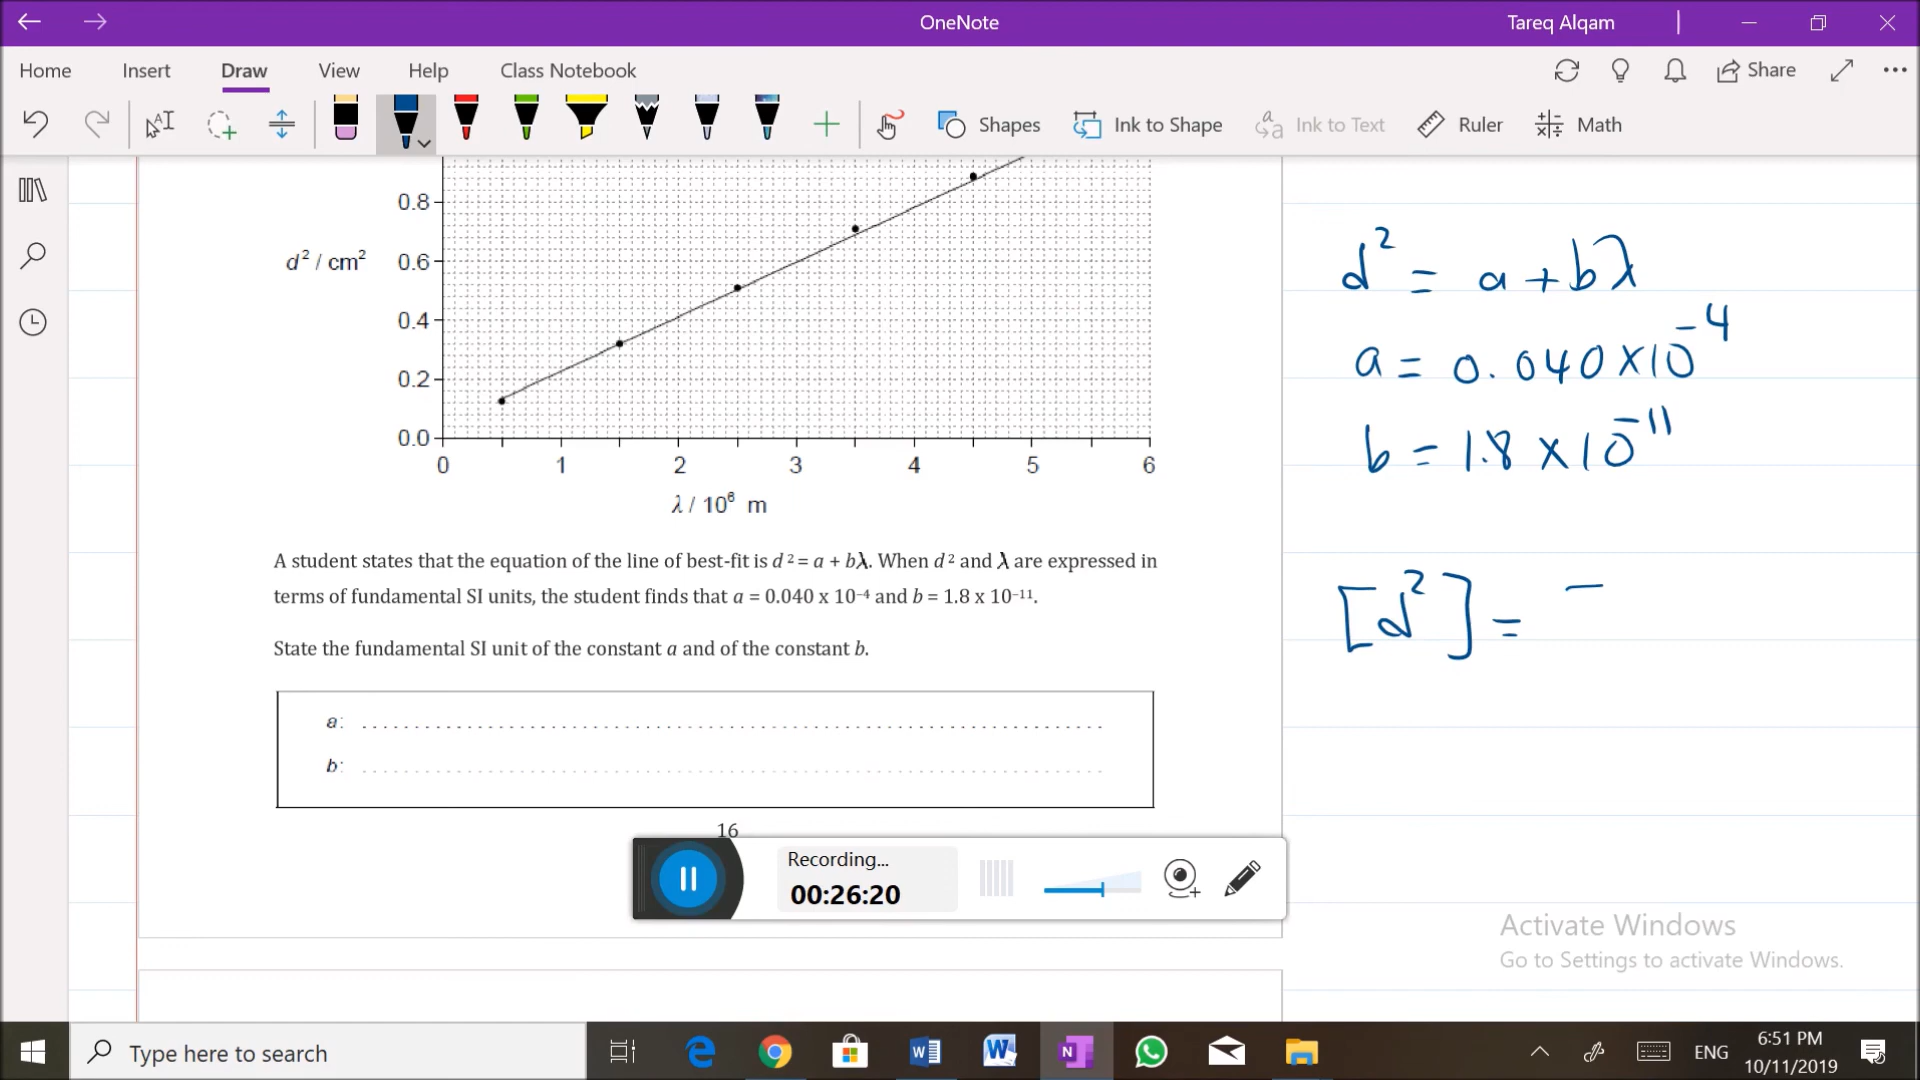 OneNote
Tareq Alqam
Home Insert Draw View Help Class Notebook
Share
Shapes Ink to Shape Ink to Text Ruler Math
0.8
d² / cm² 0.6
0.4
0.2
0.0
0 1 2 3 4 5 6
λ / 10⁶ m
A student states that the equation of the line of best-fit is d² = a + bλ. When d² and λ are expressed in
terms of fundamental SI units, the student finds that a = 0.040 x 10⁻⁴ and b = 1.8 x 10⁻¹¹.
State the fundamental SI unit of the constant a and of the constant b.
a:
b:
16
d² = a + bλ
a = 0.040 × 10⁻⁴
b = 1.8 × 10⁻¹¹
[d²] =
Recording...
00:26:20
Activate Windows
Go to Settings to activate Windows.
Type here to search
ENG
6:51 PM
10/11/2019